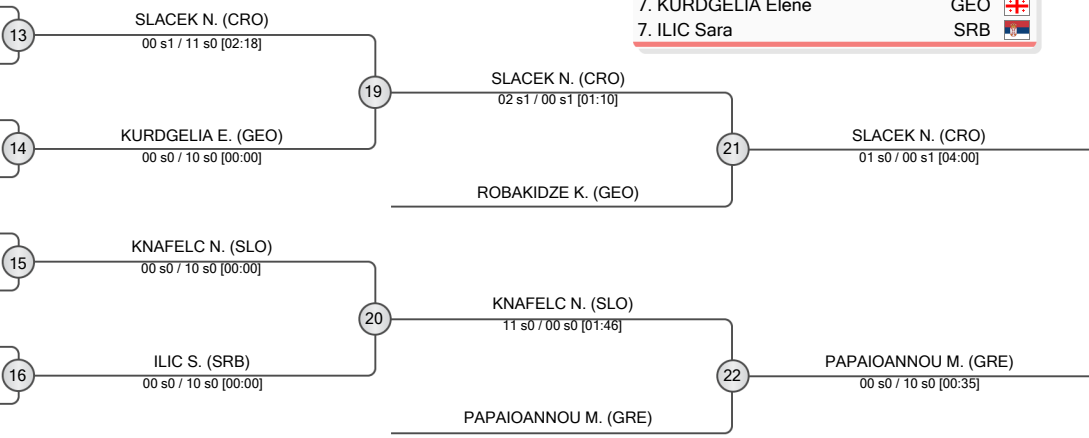 7. KURDGELIA Elene GEO
7. ILIC Sara SRB
13
SLACEK N. (CRO)
00 s1 / 11 s0 [02:18]
14
KURDGELIA E. (GEO)
00 s0 / 10 s0 [00:00]
19
SLACEK N. (CRO)
02 s1 / 00 s1 [01:10]
ROBAKIDZE K. (GEO)
21
SLACEK N. (CRO)
01 s0 / 00 s1 [04:00]
15
KNAFELC N. (SLO)
00 s0 / 10 s0 [00:00]
16
ILIC S. (SRB)
00 s0 / 10 s0 [00:00]
20
KNAFELC N. (SLO)
11 s0 / 00 s0 [01:46]
PAPAIOANNOU M. (GRE)
22
PAPAIOANNOU M. (GRE)
00 s0 / 10 s0 [00:35]